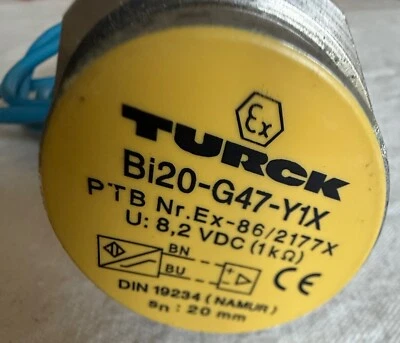 Ex
TURCK
Bi20-G47-Y1X
PTB Nr. Ex-86/2177X
U: 8,2 VDC (1kΩ)
BN
BU
CE
DIN 19234 (NAMUR)
sn : 20 mm